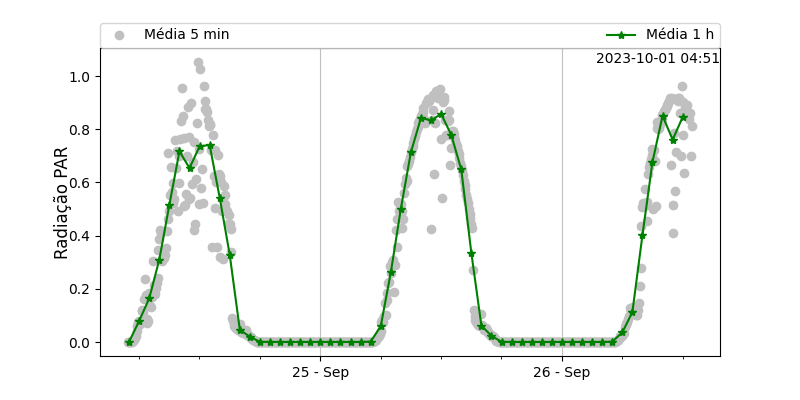 Média 5 min
Média 1 h
2023-10-01 04:51
1.0
0.8
0.6
0.4
0.2
0.0
Radiação PAR
25 - Sep
26 - Sep